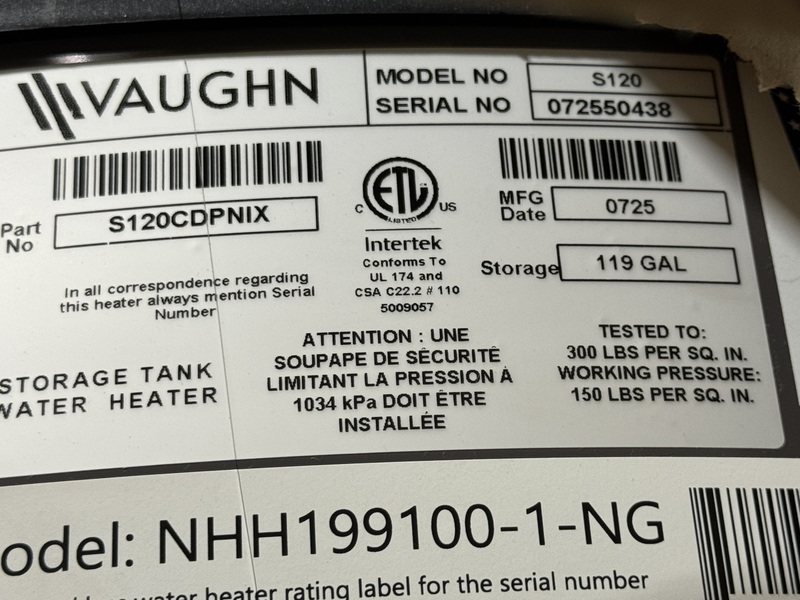 VAUGHN
MODEL NO S120
SERIAL NO 072550438
Part No S120CDPNIX
ETL
LISTED
C US
Intertek
Conforms To
UL 174 and
CSA C22.2 # 110
5009057
MFG Date 0725
Storage 119 GAL
In all correspondence regarding
this heater always mention Serial
Number
STORAGE TANK
WATER HEATER
ATTENTION : UNE
SOUPAPE DE SÉCURITÉ
LIMITANT LA PRESSION À
1034 kPa DOIT ÊTRE
INSTALLÉE
TESTED TO:
300 LBS PER SQ. IN.
WORKING PRESSURE:
150 LBS PER SQ. IN.
odel: NHH199100-1-NG
water heater rating label for the serial number